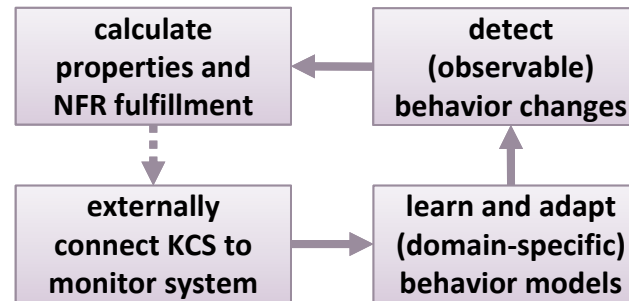 calculate
properties and
NFR fulfillment
detect
(observable)
behavior changes
externally
connect KCS to
monitor system
learn and adapt
(domain-specific)
behavior models